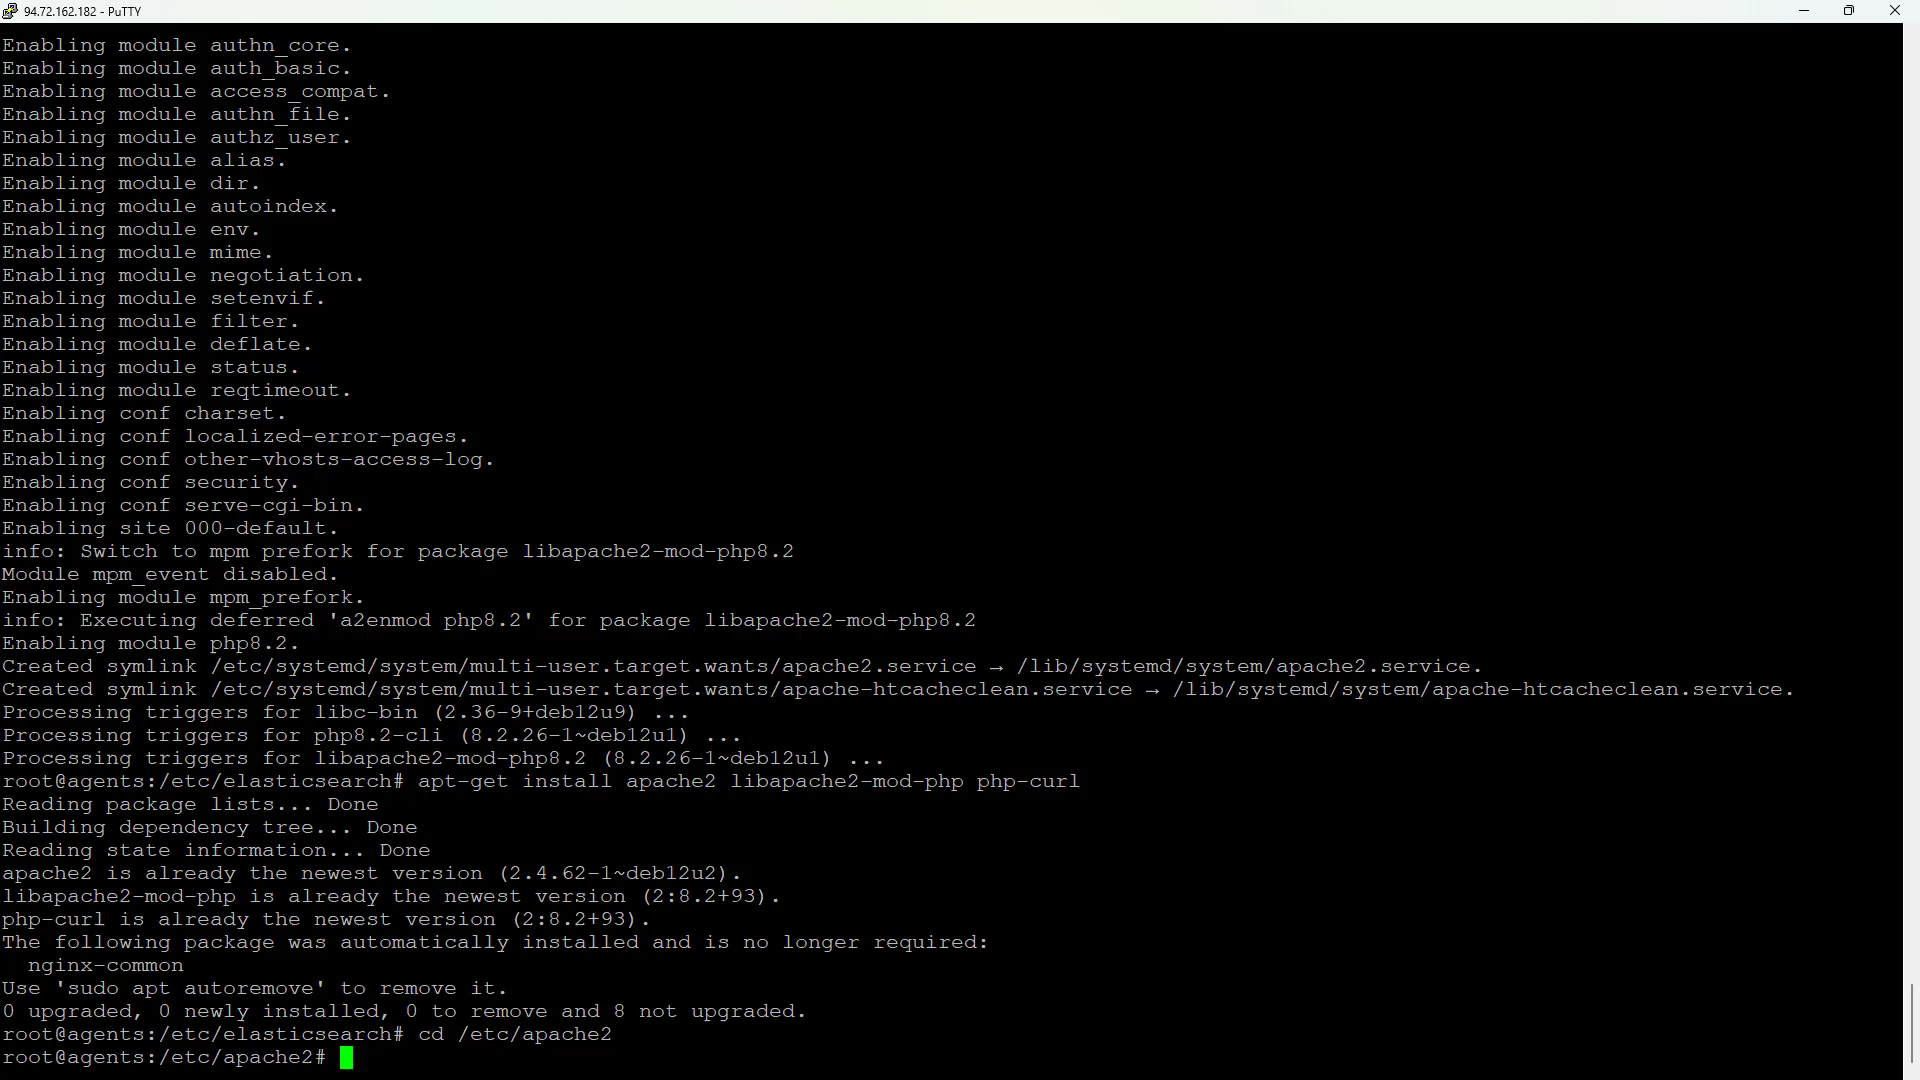 94.72.162.182 - PuTTY
Enabling module authn_core.
Enabling module auth_basic.
Enabling module access_compat.
Enabling module authn_file.
Enabling module authz_user.
Enabling module alias.
Enabling module dir.
Enabling module autoindex.
Enabling module env.
Enabling module mime.
Enabling module negotiation.
Enabling module setenvif.
Enabling module filter.
Enabling module deflate.
Enabling module status.
Enabling module reqtimeout.
Enabling conf charset.
Enabling conf localized-error-pages.
Enabling conf other-vhosts-access-log.
Enabling conf security.
Enabling conf serve-cgi-bin.
Enabling site 000-default.
info: Switch to mpm prefork for package libapache2-mod-php8.2
Module mpm_event disabled.
Enabling module mpm_prefork.
info: Executing deferred 'a2enmod php8.2' for package libapache2-mod-php8.2
Enabling module php8.2.
Created symlink /etc/systemd/system/multi-user.target.wants/apache2.service → /lib/systemd/system/apache2.service.
Created symlink /etc/systemd/system/multi-user.target.wants/apache-htcacheclean.service → /lib/systemd/system/apache-htcacheclean.service.
Processing triggers for libc-bin (2.36-9+deb12u9) ...
Processing triggers for php8.2-cli (8.2.26-1~deb12u1) ...
Processing triggers for libapache2-mod-php8.2 (8.2.26-1~deb12u1) ...
root@agents:/etc/elasticsearch# apt-get install apache2 libapache2-mod-php php-curl
Reading package lists... Done
Building dependency tree... Done
Reading state information... Done
apache2 is already the newest version (2.4.62-1~deb12u2).
libapache2-mod-php is already the newest version (2:8.2+93).
php-curl is already the newest version (2:8.2+93).
The following package was automatically installed and is no longer required:
  nginx-common
Use 'sudo apt autoremove' to remove it.
0 upgraded, 0 newly installed, 0 to remove and 8 not upgraded.
root@agents:/etc/elasticsearch# cd /etc/apache2
root@agents:/etc/apache2#